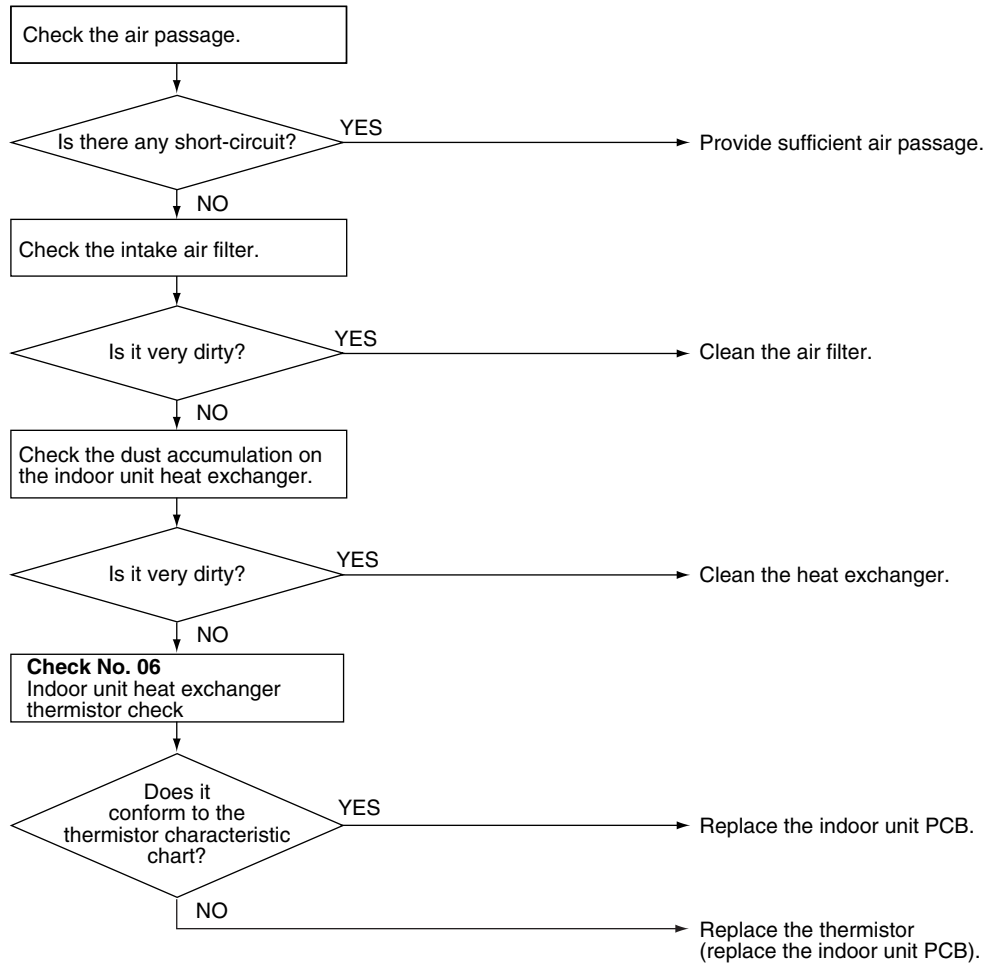 Check the air passage.
Is there any short-circuit?
YES
Provide sufficient air passage.
NO
Check the intake air filter.
Is it very dirty?
YES
Clean the air filter.
NO
Check the dust accumulation on
the indoor unit heat exchanger.
Is it very dirty?
YES
Clean the heat exchanger.
NO
Check No. 06
Indoor unit heat exchanger
thermistor check
Does it
conform to the
thermistor characteristic
chart?
YES
Replace the indoor unit PCB.
NO
Replace the thermistor
(replace the indoor unit PCB).